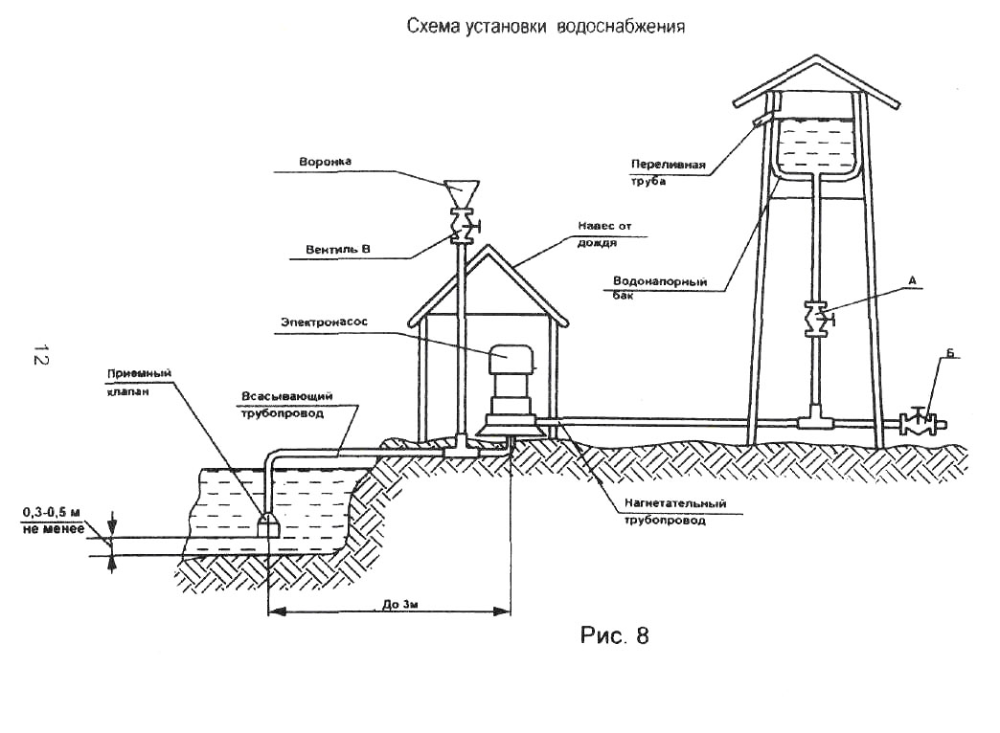 Схема установки водоснабжения
Воронка
Вентиль В
Навес от
дождя
Переливная
труба
Водонапорный
бак
А
Б
Электронасос
Приемный
клапан
Всасывающий
трубопровод
12
0,3-0,5 м
не менее
Нагнетательный
трубопровод
До 3м
Рис. 8